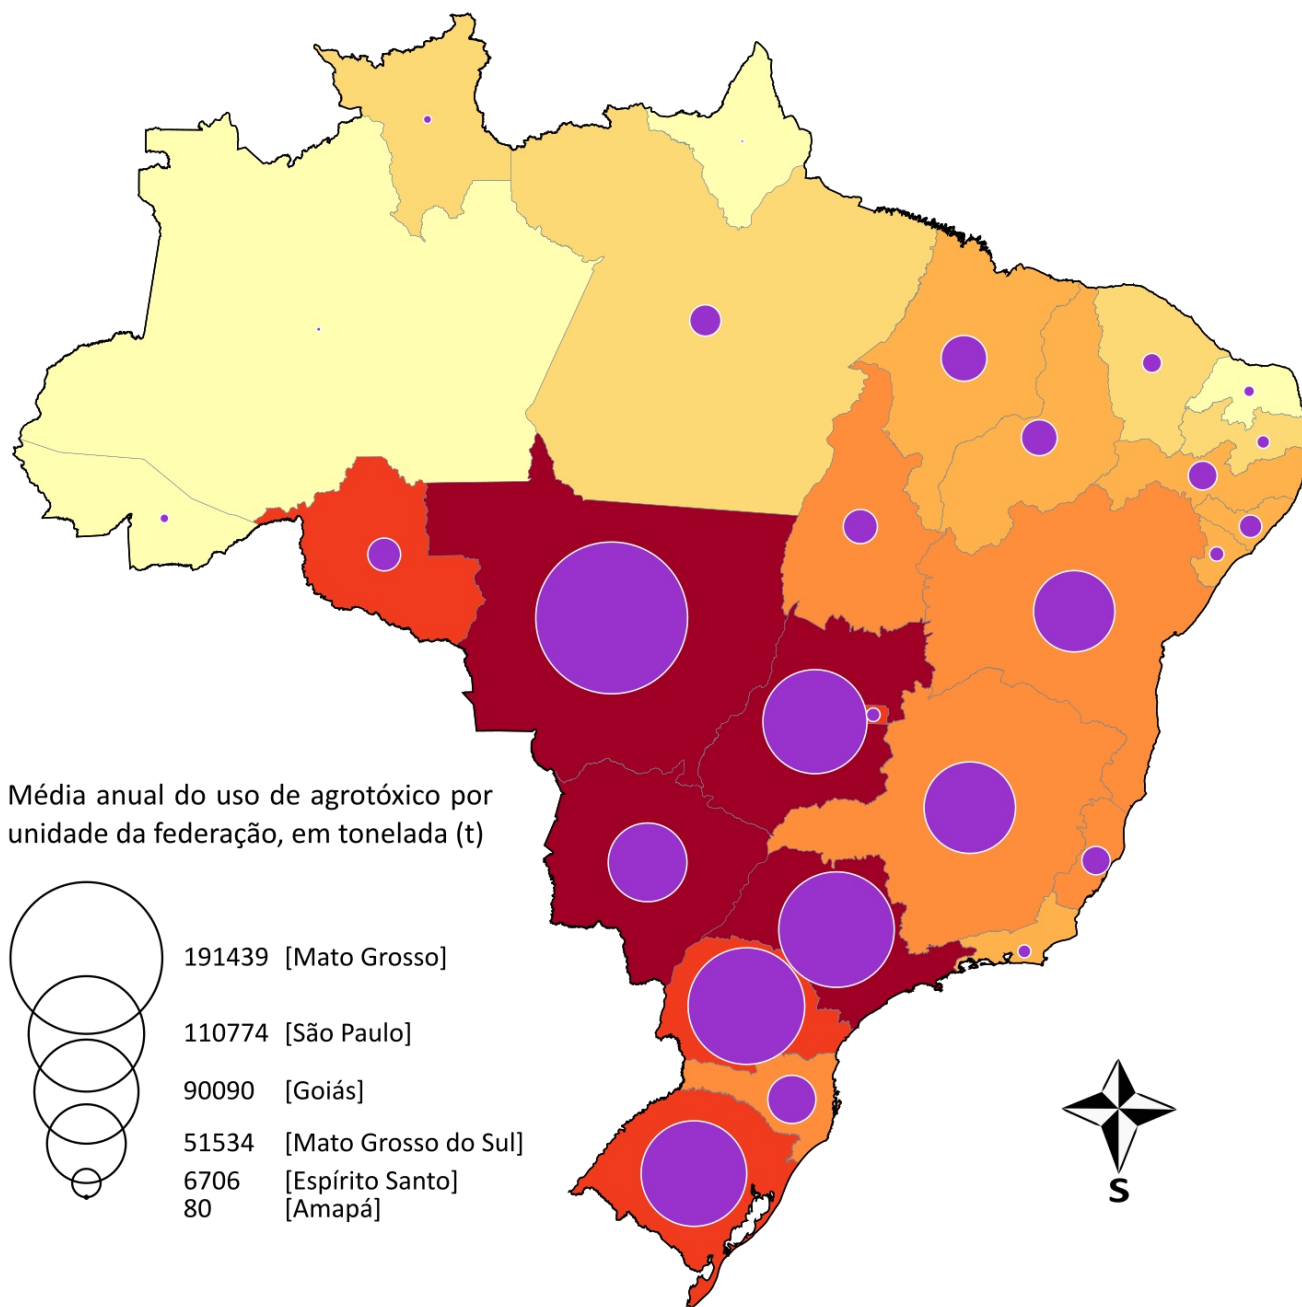 Média anual do uso de agrotóxico por
unidade da federação, em tonelada (t)
191439 [Mato Grosso]
110774 [São Paulo]
90090 [Goiás]
51534 [Mato Grosso do Sul]
6706 [Espírito Santo]
80 [Amapá]
S